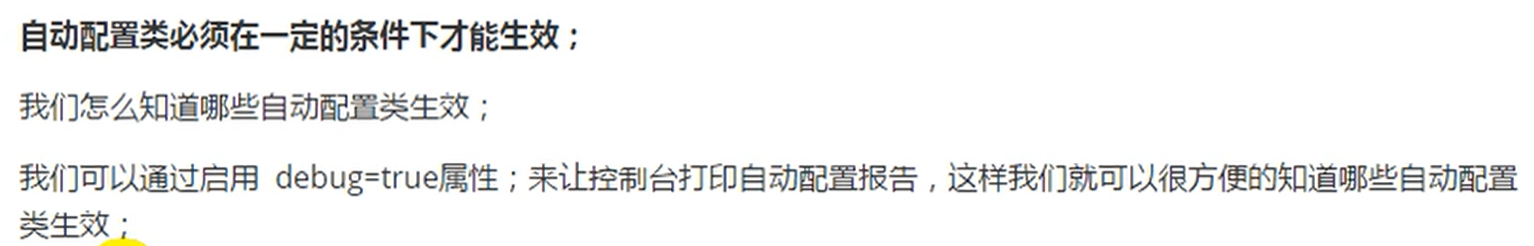 自动配置类必须在一定的条件下才能生效；
我们怎么知道哪些自动配置类生效；
我们可以通过启用 debug=true属性；来让控制台打印自动配置报告，这样我们就可以很方便的知道哪些自动配置
类生效；